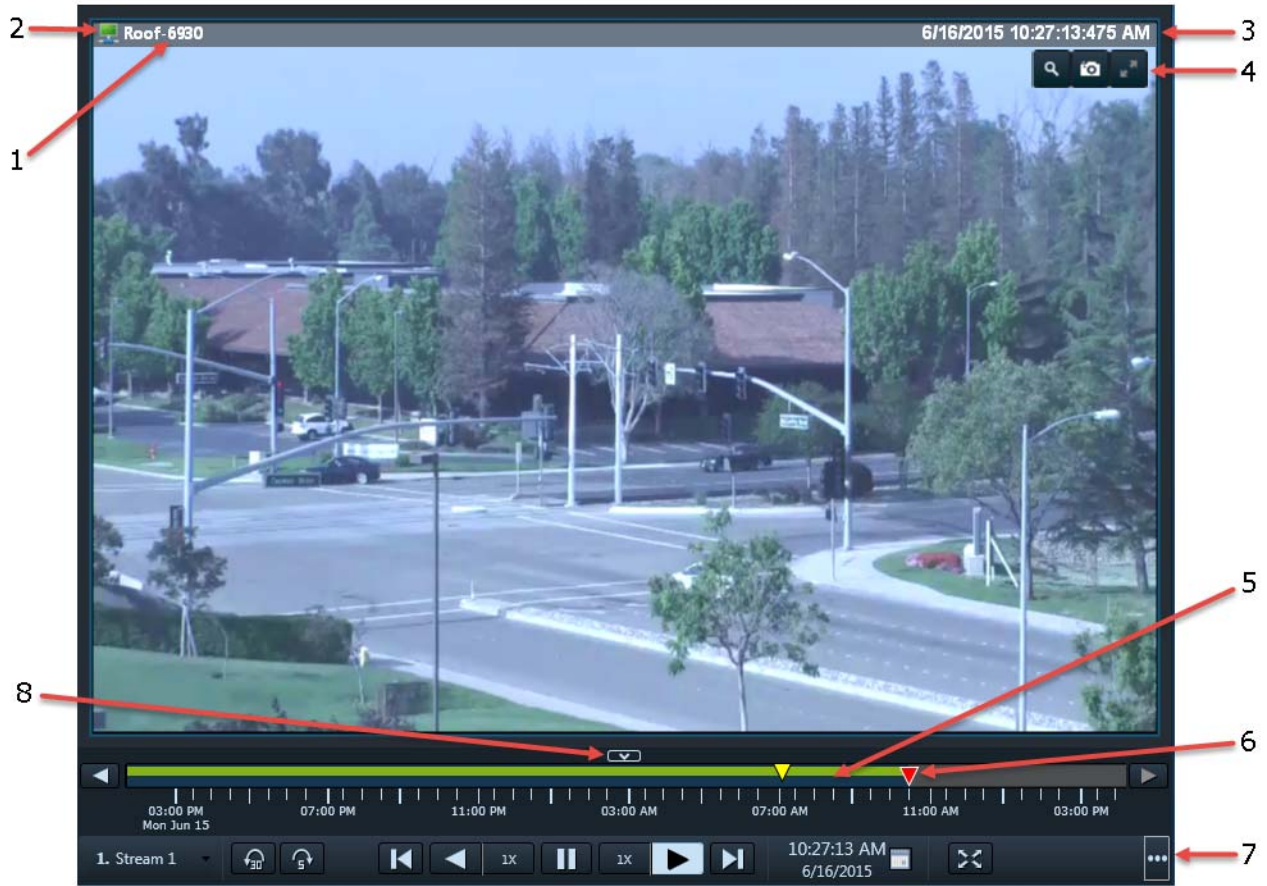 2
Roof-6930
6/16/2015 10:27:13:475 AM
3
4
1
5
8
6
03:00 PM
07:00 PM
11:00 PM
03:00 AM
07:00 AM
11:00 AM
03:00 PM
Mon Jun 15
1. Stream 1
30
5
1X
1X
10:27:13 AM
6/16/2015
7